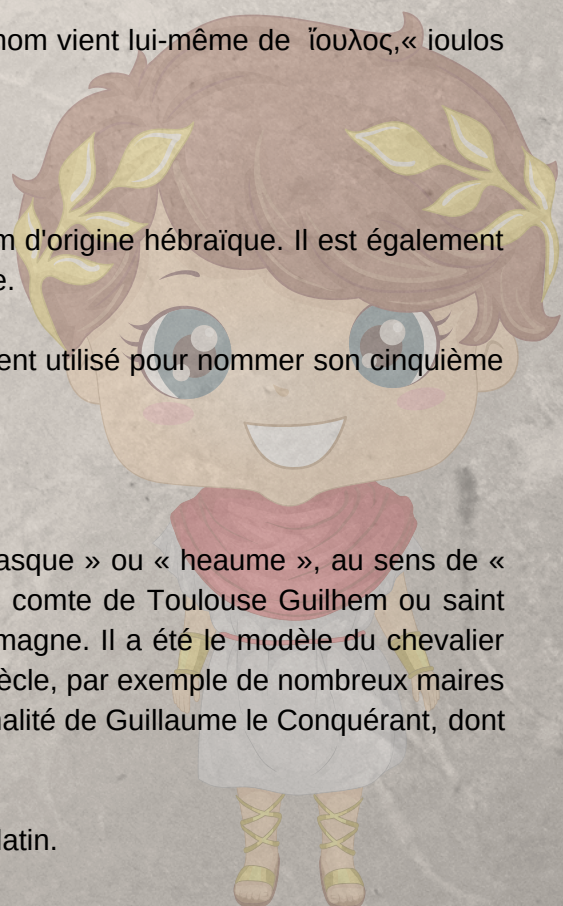 nom vient lui-même de ἴουλος,« ioulos
m d'origine hébraïque. Il est également
e.
ent utilisé pour nommer son cinquième
asque » ou « heaume », au sens de «
comte de Toulouse Guilhem ou saint
magne. Il a été le modèle du chevalier
ècle, par exemple de nombreux maires
nalité de Guillaume le Conquérant, dont
latin.